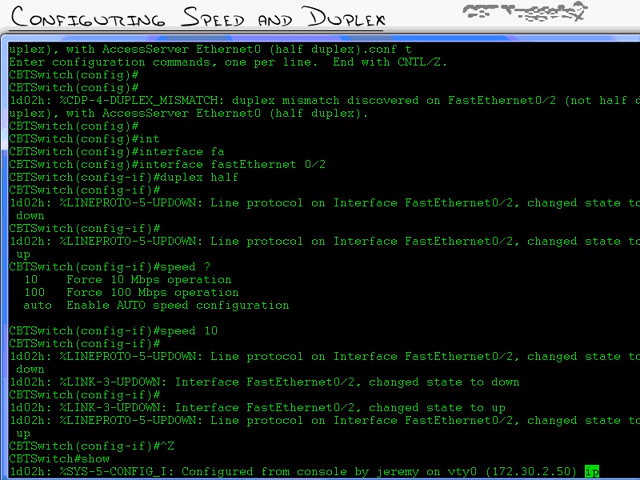 Configuring Speed and Duplex
uplex), with AccessServer Ethernet0 (half duplex).conf t
Enter configuration commands, one per line.  End with CNTL/Z.
CBTSwitch(config)#
CBTSwitch(config)#
1d02h: %CDP-4-DUPLEX_MISMATCH: duplex mismatch discovered on FastEthernet0/2 (not half d
uplex), with AccessServer Ethernet0 (half duplex).
CBTSwitch(config)#
CBTSwitch(config)#int
CBTSwitch(config)#interface fa
CBTSwitch(config)#interface fastEthernet 0/2
CBTSwitch(config-if)#duplex half
CBTSwitch(config-if)#
1d02h: %LINEPROTO-5-UPDOWN: Line protocol on Interface FastEthernet0/2, changed state to
down
CBTSwitch(config-if)#
1d02h: %LINEPROTO-5-UPDOWN: Line protocol on Interface FastEthernet0/2, changed state to
up
CBTSwitch(config-if)#speed ?
  10    Force 10 Mbps operation
  100   Force 100 Mbps operation
  auto  Enable AUTO speed configuration
CBTSwitch(config-if)#speed 10
CBTSwitch(config-if)#
1d02h: %LINEPROTO-5-UPDOWN: Line protocol on Interface FastEthernet0/2, changed state to
down
1d02h: %LINK-3-UPDOWN: Interface FastEthernet0/2, changed state to down
CBTSwitch(config-if)#
1d02h: %LINK-3-UPDOWN: Interface FastEthernet0/2, changed state to up
1d02h: %LINEPROTO-5-UPDOWN: Line protocol on Interface FastEthernet0/2, changed state to
up
CBTSwitch(config-if)#^Z
CBTSwitch#show
1d02h: %SYS-5-CONFIG_I: Configured from console by jeremy on vty0 (172.30.2.50) ip